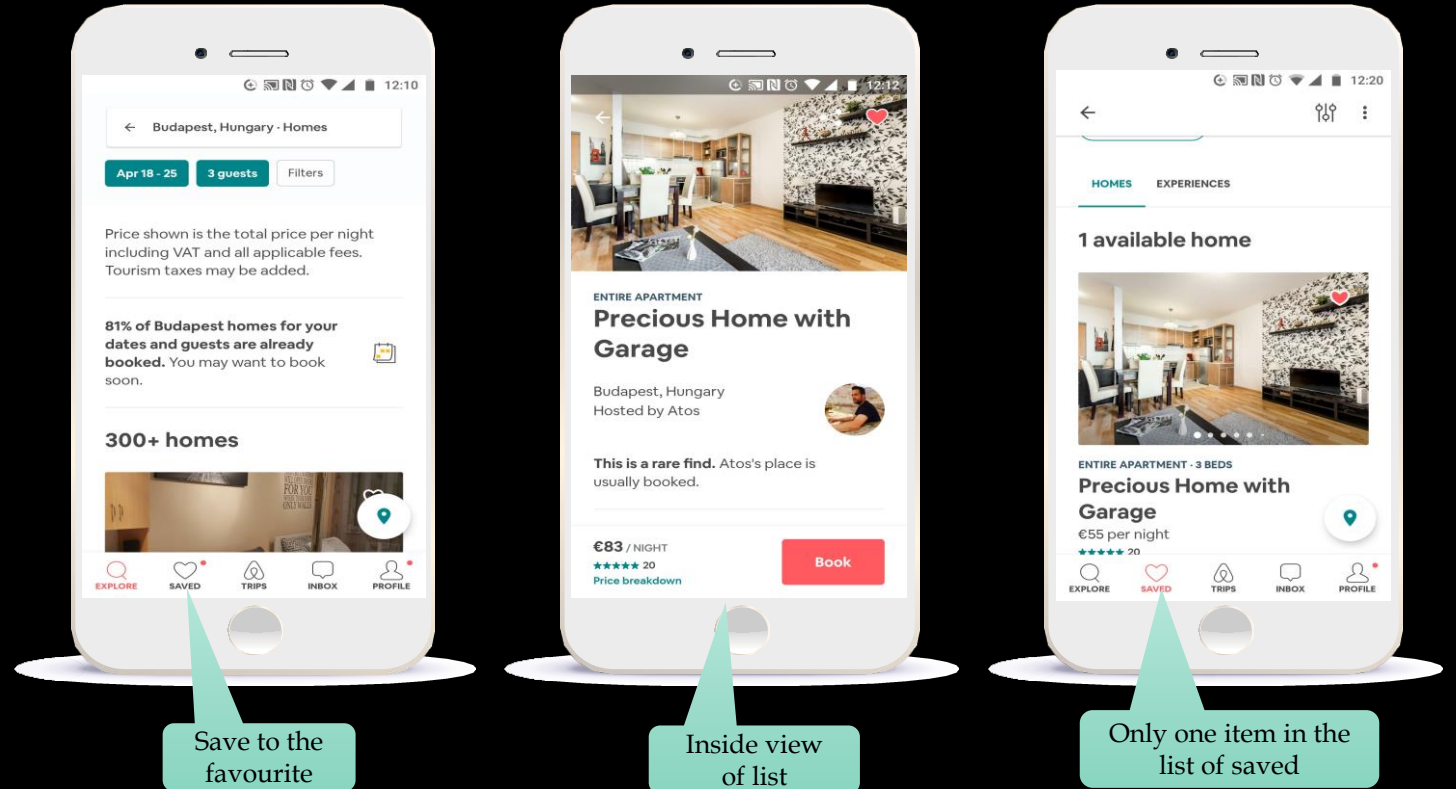 12:10
Budapest, Hungary · Homes
Apr 18 - 25
3 guests
Filters
Price shown is the total price per night
including VAT and all applicable fees.
Tourism taxes may be added.
81% of Budapest homes for your
dates and guests are already
booked. You may want to book
soon.
300+ homes
FOR YOU
ONLY WORLD
EXPLORE
SAVED
TRIPS
INBOX
PROFILE
Save to the
favourite
12:12
ENTIRE APARTMENT
Precious Home with
Garage
Budapest, Hungary
Hosted by Atos
This is a rare find. Atos's place is
usually booked.
€83 / NIGHT
20
Price breakdown
Book
Inside view
of list
12:20
HOMES
EXPERIENCES
1 available home
ENTIRE APARTMENT · 3 BEDS
Precious Home with
Garage
€55 per night
20
EXPLORE
SAVED
TRIPS
INBOX
PROFILE
Only one item in the
list of saved